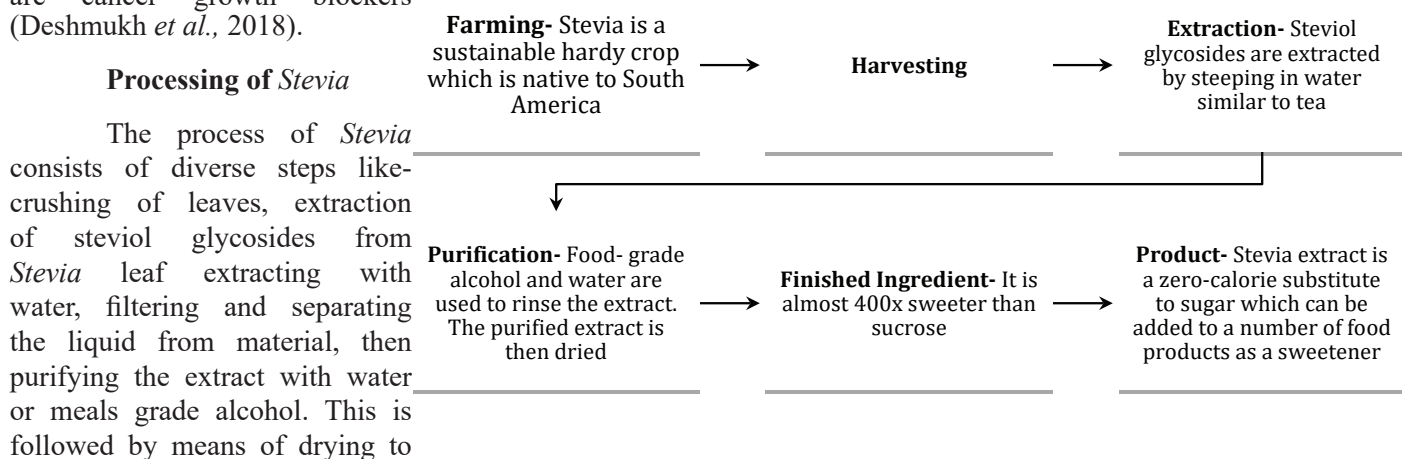 are cancer growth blockers
(Deshmukh et al., 2018).
Processing of Stevia
The process of Stevia
consists of diverse steps like-
crushing of leaves, extraction
of steviol glycosides from
Stevia leaf extracting with
water, filtering and separating
the liquid from material, then
purifying the extract with water
or meals grade alcohol. This is
followed by means of drying to
Farming- Stevia is a
sustainable hardy crop
which is native to South
America
Harvesting
Extraction- Steviol
glycosides are extracted
by steeping in water
similar to tea
Purification- Food- grade
alcohol and water are
used to rinse the extract.
The purified extract is
then dried
Finished Ingredient- It is
almost 400x sweeter than
sucrose
Product- Stevia extract is
a zero-calorie substitute
to sugar which can be
added to a number of food
products as a sweetener